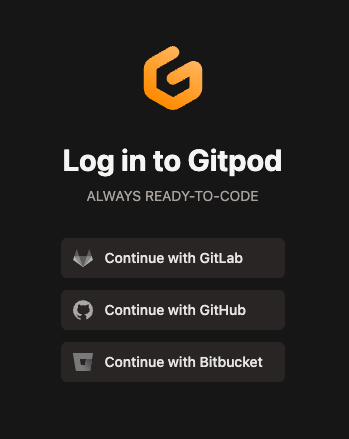 Log in to Gitpod
ALWAYS READY-TO-CODE
Continue with GitLab
Continue with GitHub
Continue with Bitbucket